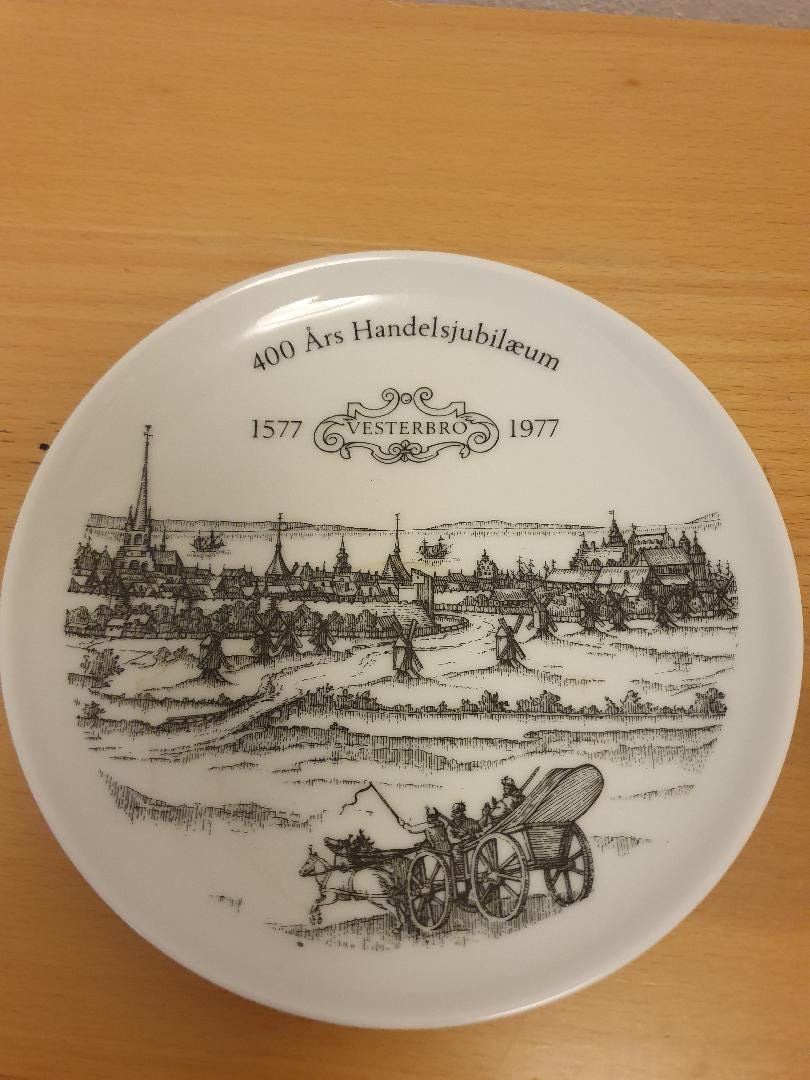 400 Års Handelsjubilæum
1577 VESTERBRO 1977